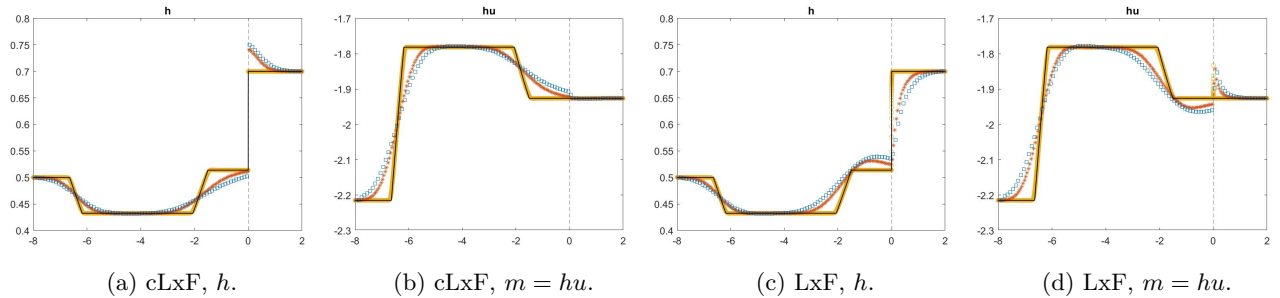 h
0.8
0.75
0.7
0.65
0.6
0.55
0.5
0.45
0.4
-8 -6 -4 -2 0 2
(a) cLxF, h.
hu
-1.7
-1.8
-1.9
-2
-2.1
-2.2
-2.3
-8 -6 -4 -2 0 2
(b) cLxF, m = hu.
h
0.8
0.75
0.7
0.65
0.6
0.55
0.5
0.45
0.4
-8 -6 -4 -2 0 2
(c) LxF, h.
hu
-1.7
-1.8
-1.9
-2
-2.1
-2.2
-2.3
-8 -6 -4 -2 0 2
(d) LxF, m = hu.